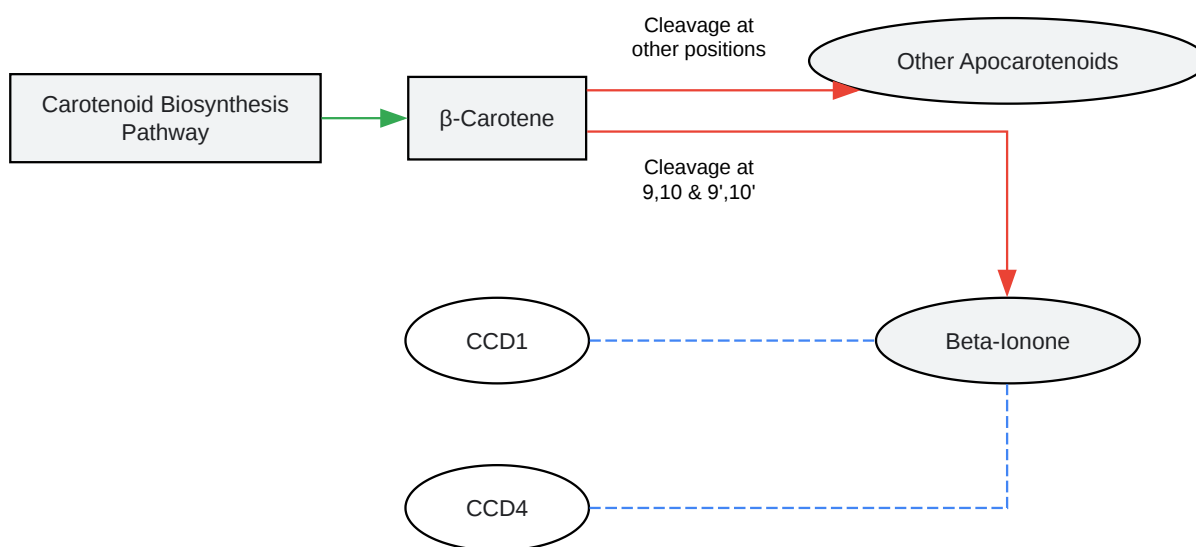 Cleavage at
other positions
Other Apocarotenoids
Carotenoid Biosynthesis
Pathway
β-Carotene
Cleavage at
9,10 & 9',10'
CCD1
Beta-Ionone
CCD4